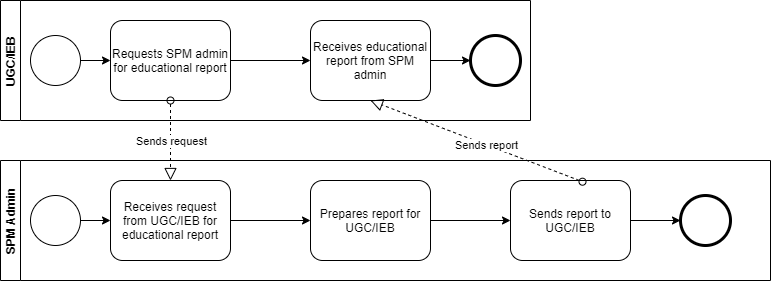 UGC/IEB
Requests SPM admin
for educational report
Receives educational
report from SPM
admin
Sends request
Sends report
SPM Admin
Receives request
from UGC/IEB for
educational report
Prepares report for
UGC/IEB
Sends report to
UGC/IEB